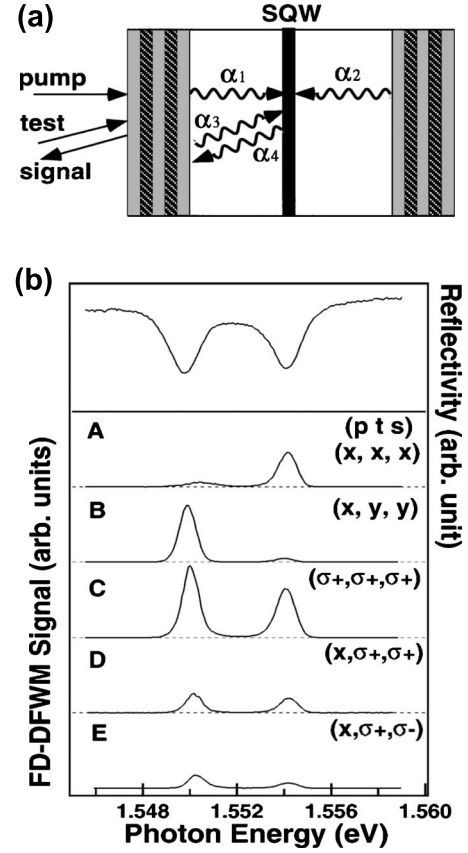 (a)
SQW
pump
α1
α2
test
α3
α4
signal
(b)
Reflectivity (arb. unit)
FD-DFWM Signal (arb. units)
A
(p t s)
(x, x, x)
B
(x, y, y)
C
(σ+,σ+,σ+)
D
(x,σ+,σ+)
E
(x,σ+,σ-)
1.548 1.552 1.556 1.560
Photon Energy (eV)